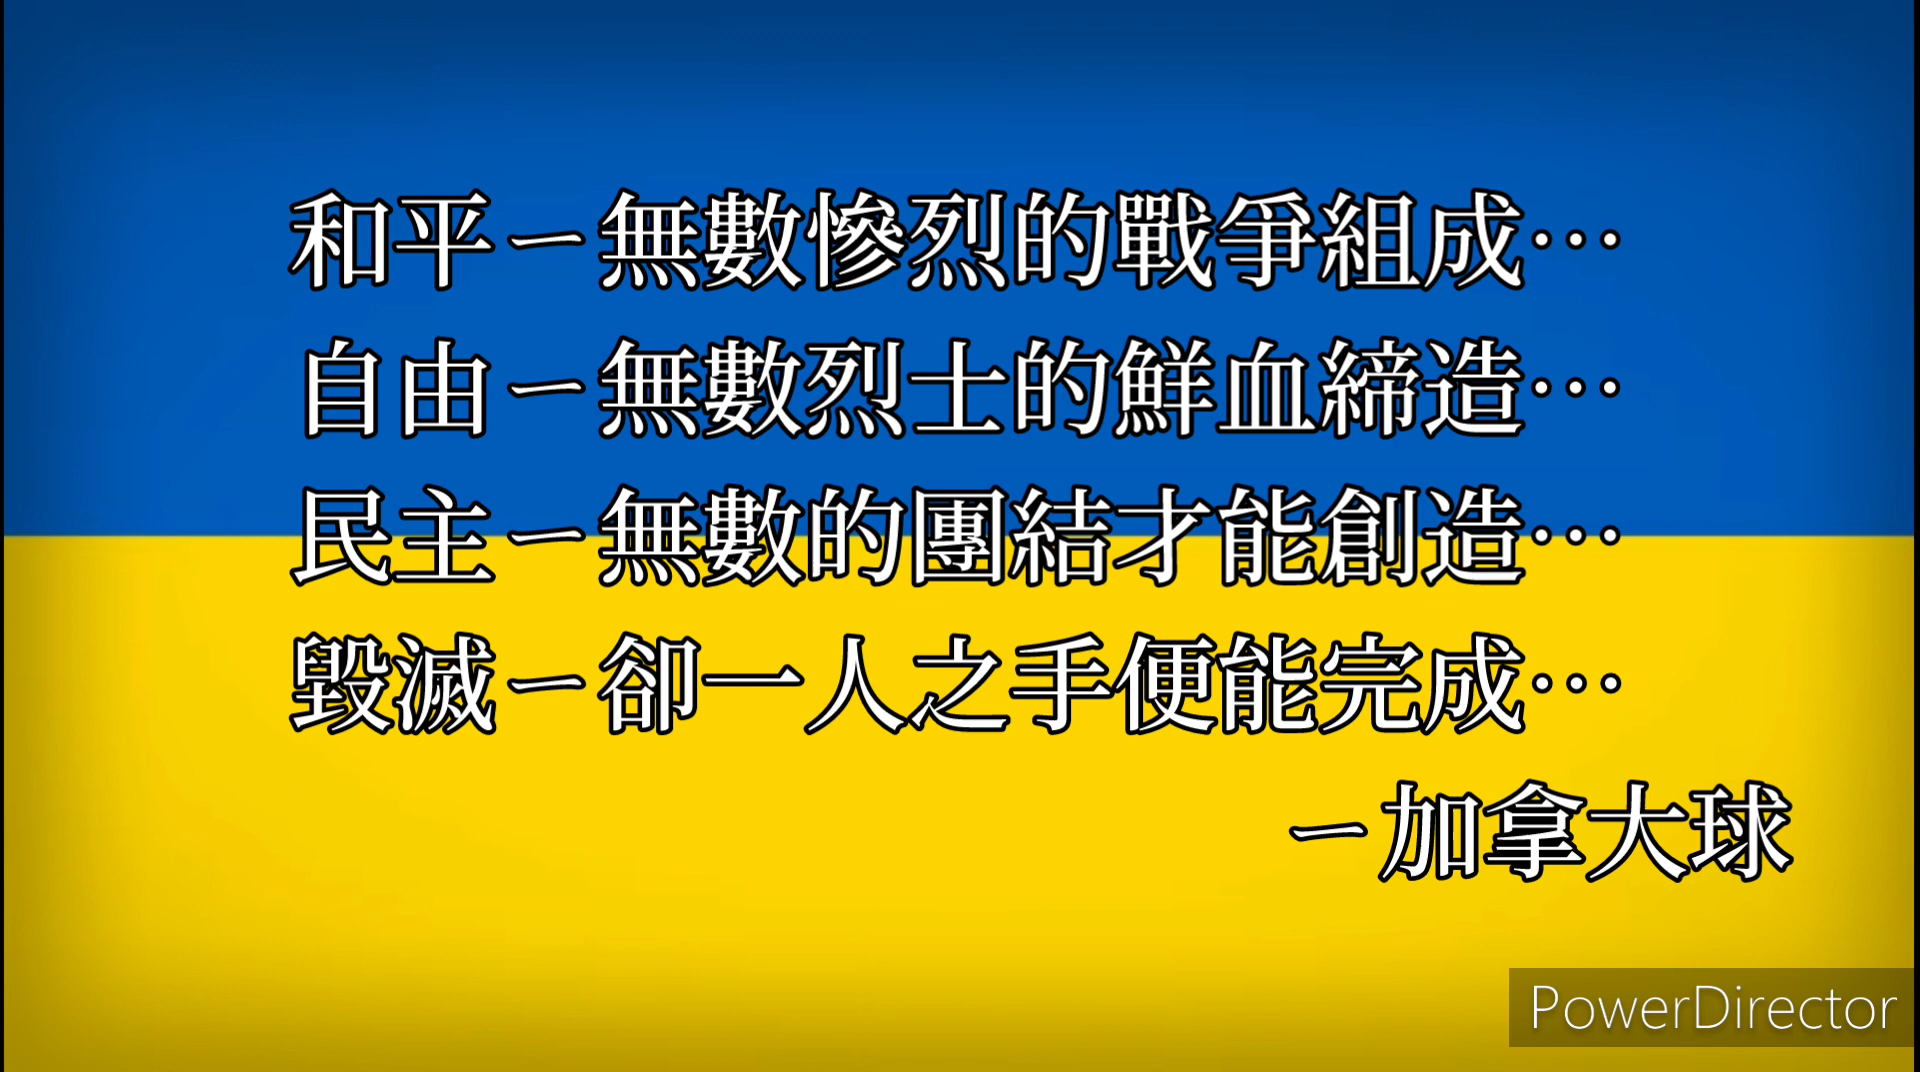 和平－無數慘烈的戰爭組成…
自由－無數烈士的鮮血締造…
民主－無數的團結才能創造…
毀滅－卻一人之手便能完成…
－加拿大球
PowerDirector